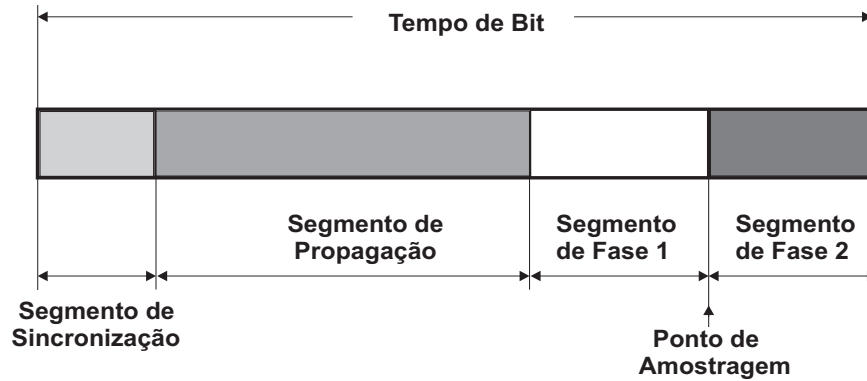 Tempo de Bit
Segmento de
Propagação
Segmento
de Fase 1
Segmento
de Fase 2
Segmento de
Sincronização
Ponto de
Amostragem